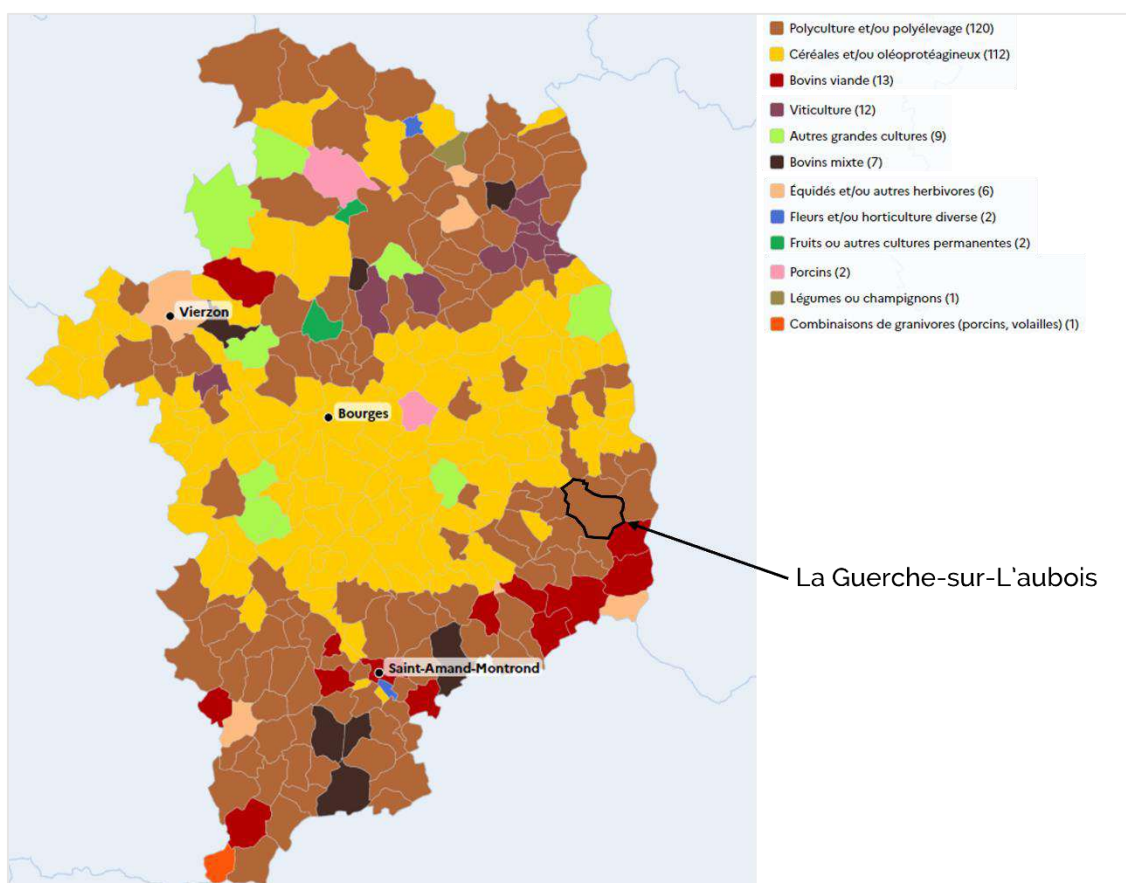 Polyculture et/ou polyélevage (120)
Céréales et/ou oléoprotéagineux (112)
Bovins viande (13)
Viticulture (12)
Autres grandes cultures (9)
Bovins mixte (7)
Équidés et/ou autres herbivores (6)
Fleurs et/ou horticulture diverse (2)
Fruits ou autres cultures permanentes (2)
Porcins (2)
Légumes ou champignons (1)
Combinaisons de granivores (porcins, volailles) (1)
Vierzon
Bourges
La Guerche-sur-L'aubois
Saint-Amand-Montrond